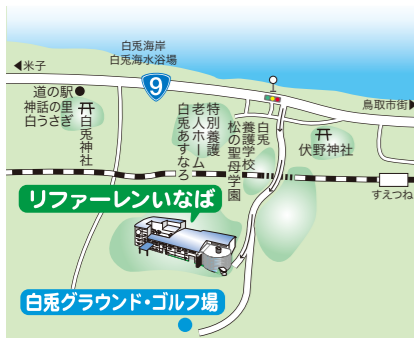 白兎海岸
白兎海水浴場
◀米子
9
道の駅
神話の里
白うさぎ
白兎神社
特別養護
老人ホーム
白兎あすなろ
白兎
養護学校
松の聖母学園
鳥取市街▶
伏野神社
すえつね
リファーレンいなば
白兎グラウンド・ゴルフ場